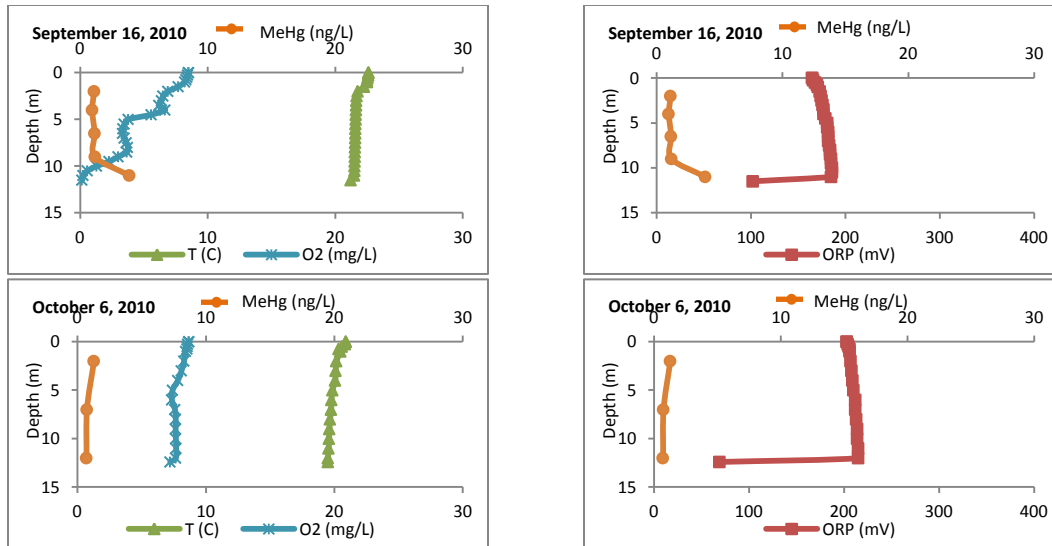 0 10 20 30
September 16, 2010 MeHg (ng/L)
0
5
10
15
Depth (m)
0 10 20 30
T (C) O2 (mg/L)
0 10 20 30
September 16, 2010 MeHg (ng/L)
0
5
10
15
Depth (m)
0 100 200 300 400
ORP (mV)
October 6, 2010 MeHg (ng/L)
0 10 20 30
0
5
10
15
Depth (m)
0 10 20 30
T (C) O2 (mg/L)
October 6, 2010 MeHg (ng/L)
0 10 20 30
0
5
10
15
Depth (m)
0 100 200 300 400
ORP (mV)